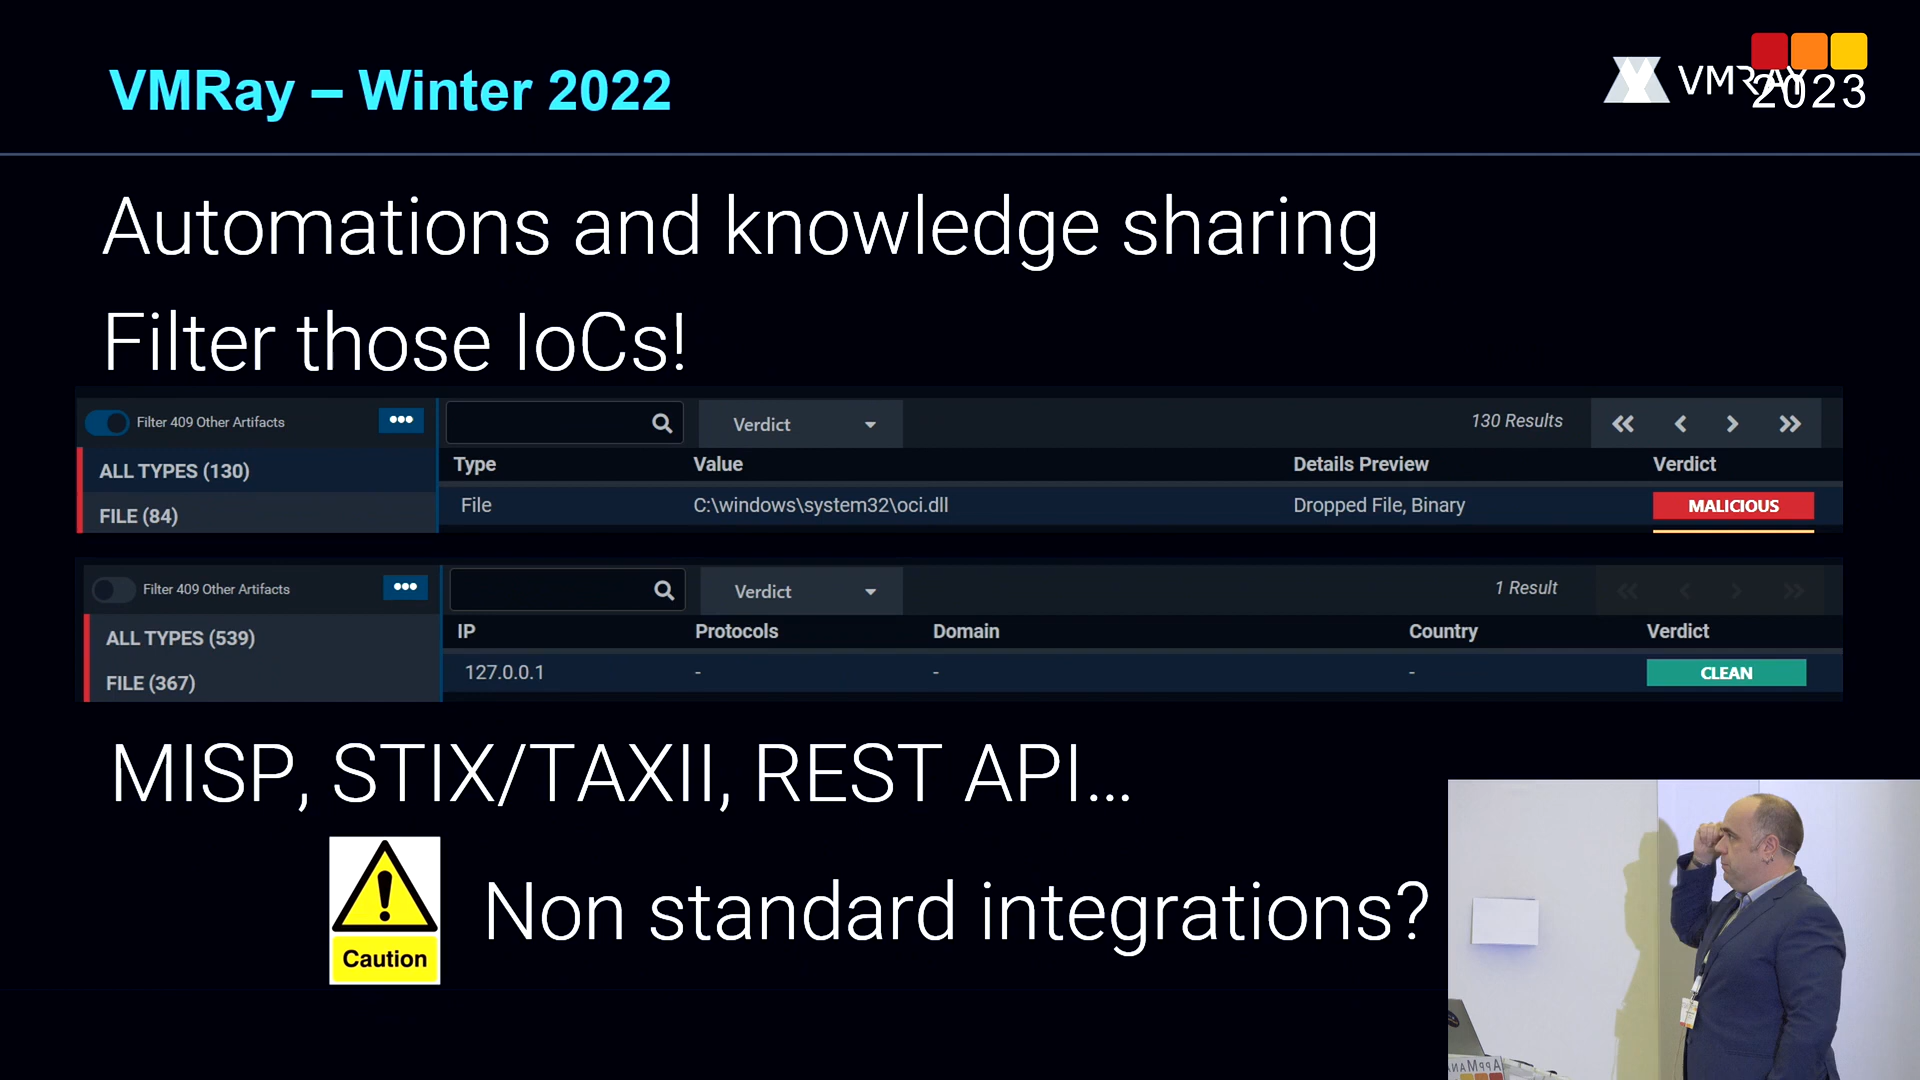 VMRay – Winter 2022
VMRAY
2023
Automations and knowledge sharing
Filter those IoCs!
Filter 409 Other Artifacts
Verdict
130 Results
ALL TYPES (130)
Type Value Details Preview Verdict
FILE (84)
File C:\windows\system32\oci.dll Dropped File, Binary MALICIOUS
Filter 409 Other Artifacts
Verdict
1 Result
ALL TYPES (539)
IP Protocols Domain Country Verdict
FILE (367)
127.0.0.1 - - - CLEAN
MISP, STIX/TAXII, REST API...
Caution
Non standard integrations?